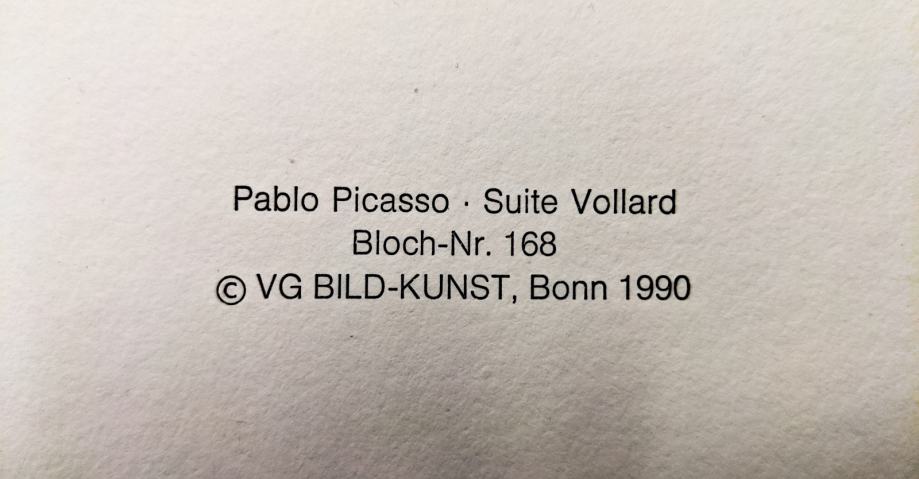 Pablo Picasso · Suite Vollard
Bloch-Nr. 168
© VG BILD-KUNST, Bonn 1990